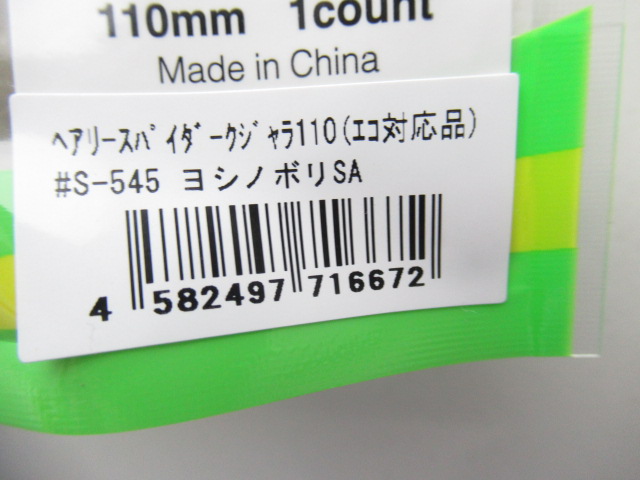 110mm 1count
Made in China
ﾍｱﾘｰｽﾊﾟｲﾀﾞｰｸｼﾞｬﾗ110(ｴｺ対応品)
#S-545 ヨシノボリSA
4 582497 716672